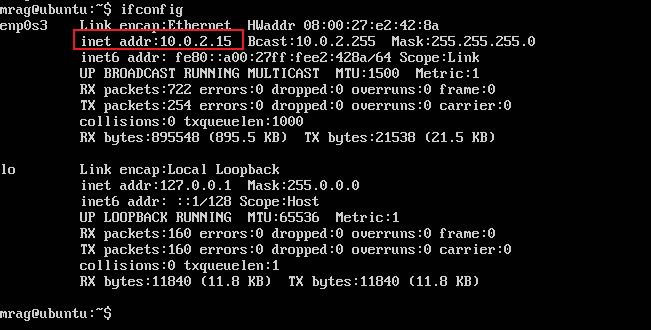 mrag@ubuntu:~$ ifconfig
enp0s3    Link encap:Ethernet  HWaddr 08:00:27:e2:42:8a
          inet addr:10.0.2.15  Bcast:10.0.2.255  Mask:255.255.255.0
          inet6 addr: fe80::a00:27ff:fee2:428a/64 Scope:Link
          UP BROADCAST RUNNING MULTICAST  MTU:1500  Metric:1
          RX packets:722 errors:0 dropped:0 overruns:0 frame:0
          TX packets:254 errors:0 dropped:0 overruns:0 carrier:0
          collisions:0 txqueuelen:1000
          RX bytes:895548 (895.5 KB)  TX bytes:21538 (21.5 KB)
lo        Link encap:Local Loopback
          inet addr:127.0.0.1  Mask:255.0.0.0
          inet6 addr: ::1/128 Scope:Host
          UP LOOPBACK RUNNING  MTU:65536  Metric:1
          RX packets:160 errors:0 dropped:0 overruns:0 frame:0
          TX packets:160 errors:0 dropped:0 overruns:0 carrier:0
          collisions:0 txqueuelen:1
          RX bytes:11840 (11.8 KB)  TX bytes:11840 (11.8 KB)
mrag@ubuntu:~$